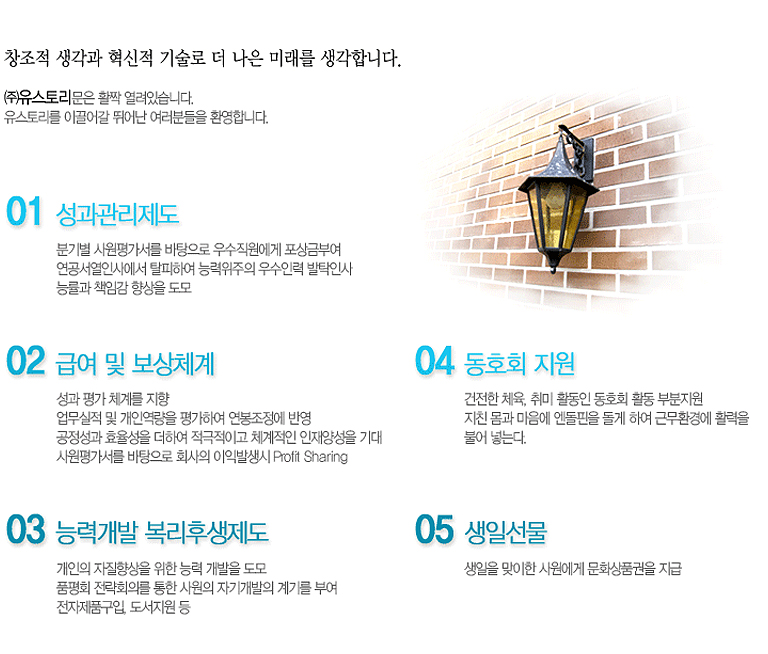 창조적 생각과 혁신적 기술로 더 나은 미래를 생각합니다.
㈜유스토리문은 활짝 열려있습니다.
유스토리를 이끌어갈 뛰어난 여러분들을 환영합니다.
01 성과관리제도
분기별 사원평가서를 바탕으로 우수직원에게 포상금부여
연공서열인사에서 탈피하여 능력위주의 우수인력 발탁인사
능률과 책임감 향상을 도모
02 급여 및 보상체계
성과 평가 체계를 지향
업무실적 및 개인역량을 평가하여 연봉조정에 반영
공정성과 효율성을 더하여 적극적이고 체계적인 인재양성을 기대
사원평가서를 바탕으로 회사의 이익발생시 Profit Sharing
03 능력개발 복리후생제도
개인의 자질향상을 위한 능력 개발을 도모
품평회 전략회의를 통한 사원의 자기개발의 계기를 부여
전자제품구입, 도서지원 등
04 동호회 지원
건전한 체육, 취미 활동인 동호회 활동 부분지원
지친 몸과 마음에 엔돌핀을 돌게 하여 근무환경에 활력을
불어 넣는다.
05 생일선물
생일을 맞이한 사원에게 문화상품권을 지급